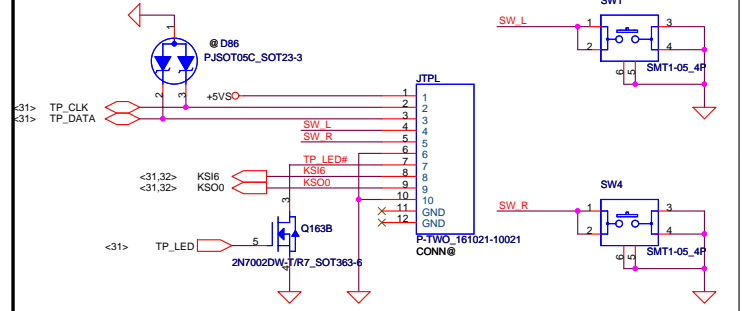 SW1
SW_L
1
3
2
4
6
5
SMT1-05_4P
1
@ D86
PJSOT05C_SOT23-3
2
3
JTPL
+5VS
1
1
<31>
TP_CLK
2
2
<31>
TP_DATA
3
3
SW_L
4
4
SW_R
5
5
6
6
TP_LED#
7
7
<31,32>
KSI6
8
8
<31,32>
KSO0
9
9
10
10
11
GND
12
GND
P-TWO_161021-10021
CONN@
3
Q163B
<31>
TP_LED
5
4
2N7002DW-T/R7_SOT363-6
SW4
SW_R
1
3
2
4
6
5
SMT1-05_4P